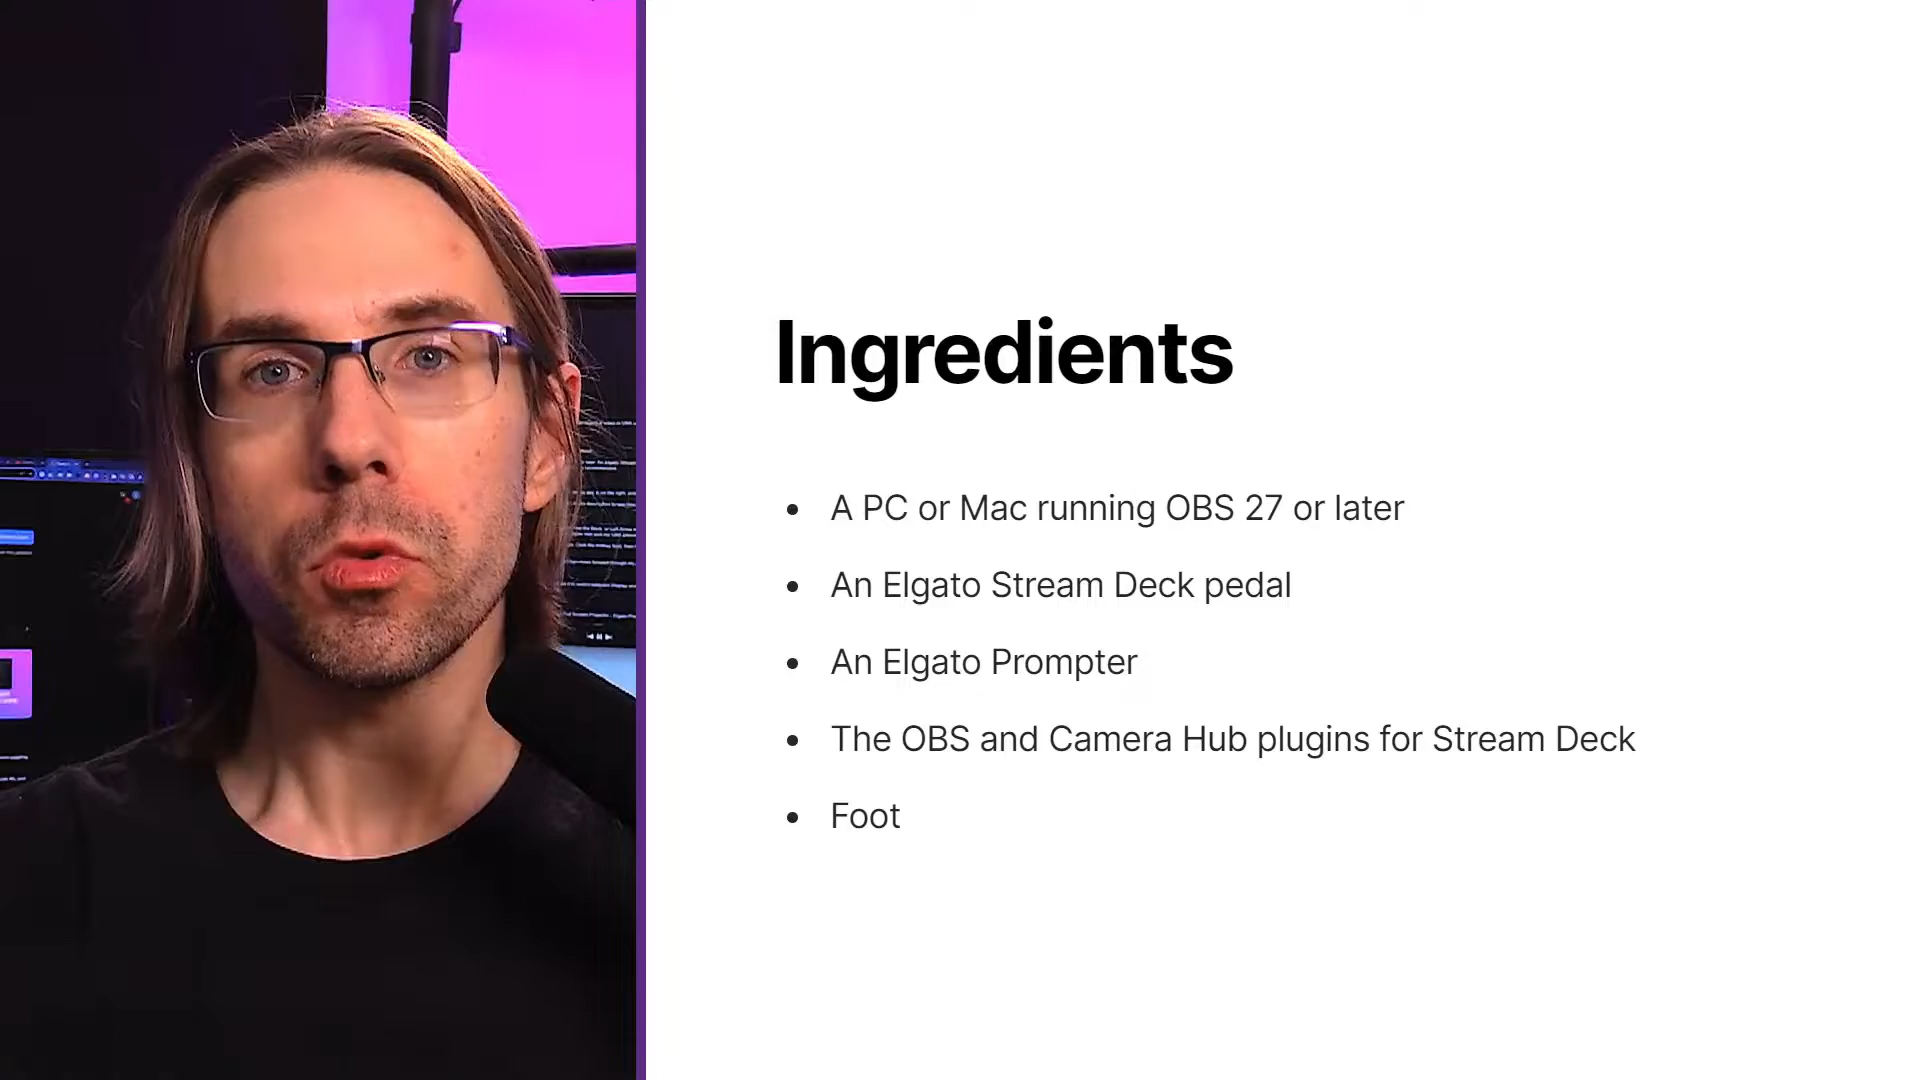 Ingredients
A PC or Mac running OBS 27 or later
An Elgato Stream Deck pedal
An Elgato Prompter
The OBS and Camera Hub plugins for Stream Deck
Foot